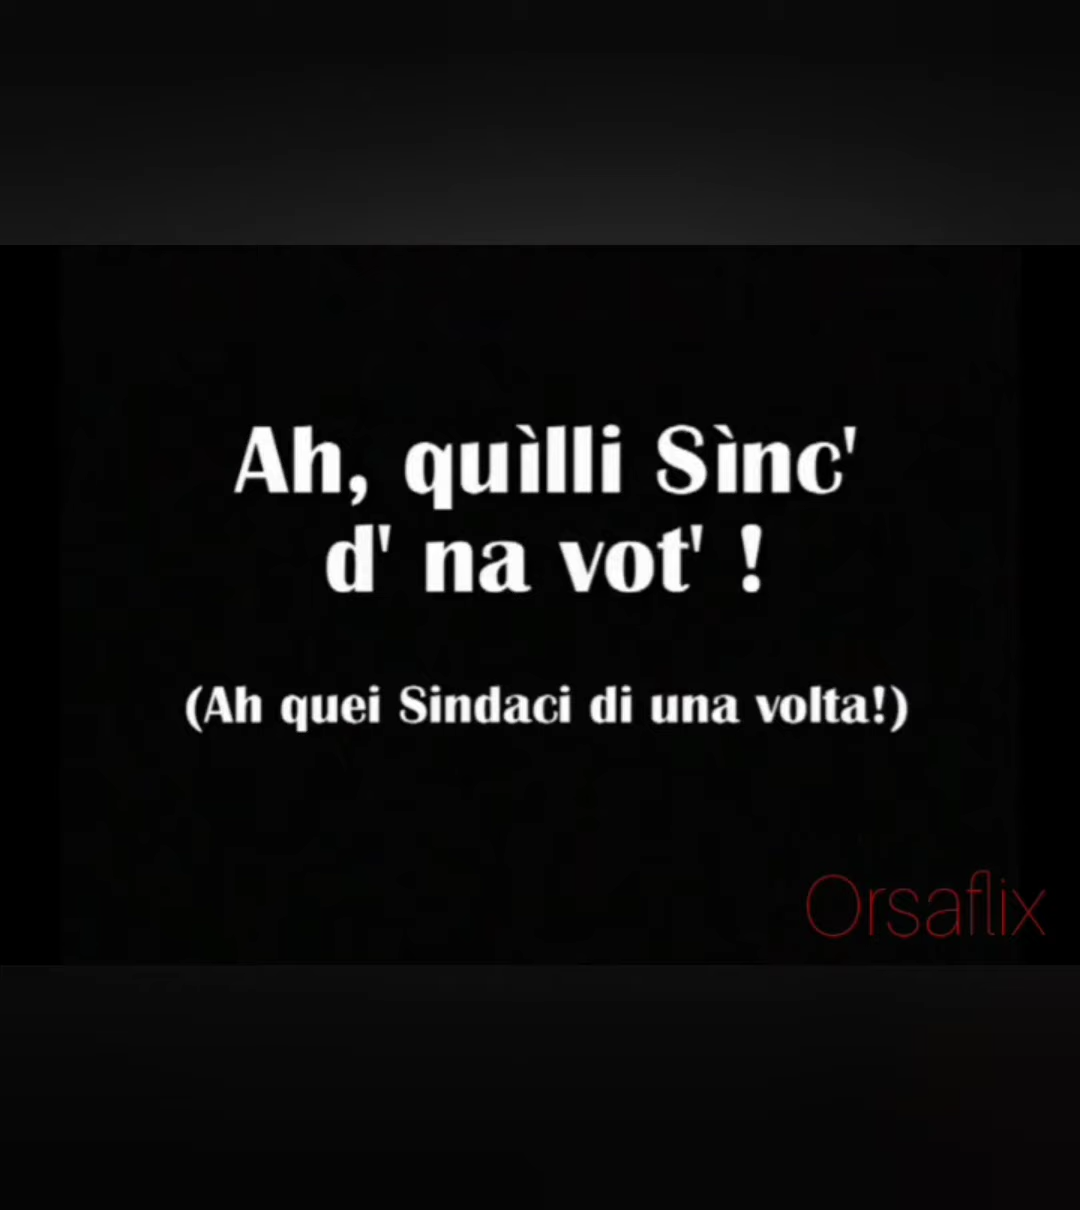 Ah, quìlli Sìnc'
d' na vot' !
(Ah quei Sindaci di una volta!)
Orsaflix